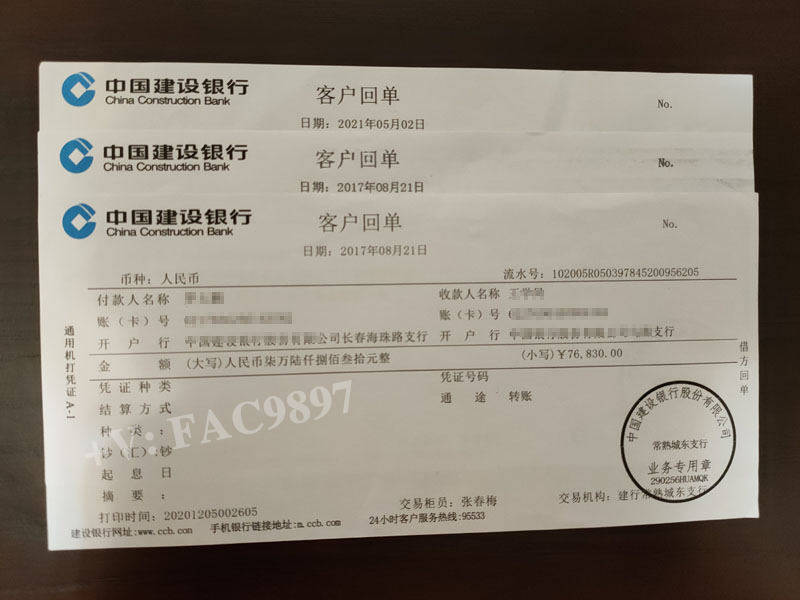 中国建设银行
China Construction Bank
客户回单
No.
日期：2021年05月02日
中国建设银行
China Construction Bank
客户回单
No.
日期：2017年08月21日
中国建设银行
China Construction Bank
客户回单
No.
日期：2017年08月21日
币种：人民币
流水号：102005R050397845200956205
付款人名称
收款人名称
账（卡）号
账（卡）号
开 户 行 公司长春海珠路支行
开 户 行 支行
金 额 (大写)人民币柒万陆仟捌佰叁拾元整 (小写)￥76,830.00
凭证种类
凭证号码
结算方式
通 途 转账
种 类：
钞(汇):钞
起 息 日
摘 要：
打印时间：20201205002605
交易柜员：张春梅
交易机构：建行常熟城东支行
建设银行网址:www.ccb.com 手机银行链接地址:m.ccb.com 24小时客户服务热线:95533
通用机打凭证 A-1
借方回单
中国建设银行股份有限公司
常熟城东支行
业务专用章
290256HUAMQK
+V: FAC9897